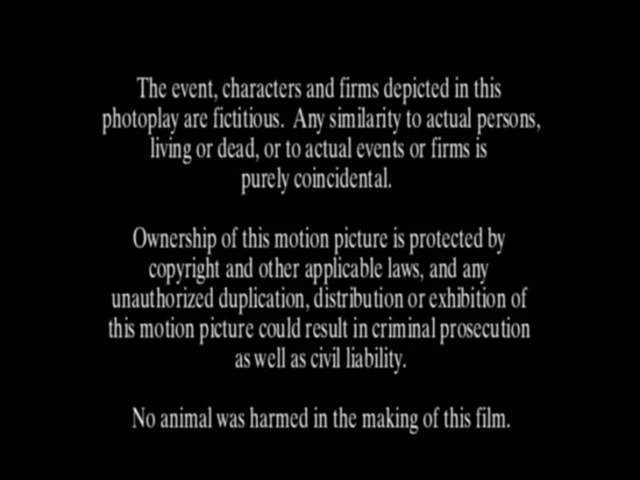 The event, characters and firms depicted in this
photoplay are fictitious. Any similarity to actual persons,
living or dead, or to actual events or firms is
purely coincidental.
Ownership of this motion picture is protected by
copyright and other applicable laws, and any
unauthorized duplication, distribution or exhibition of
this motion picture could result in criminal prosecution
as well as civil liability.
No animal was harmed in the making of this film.